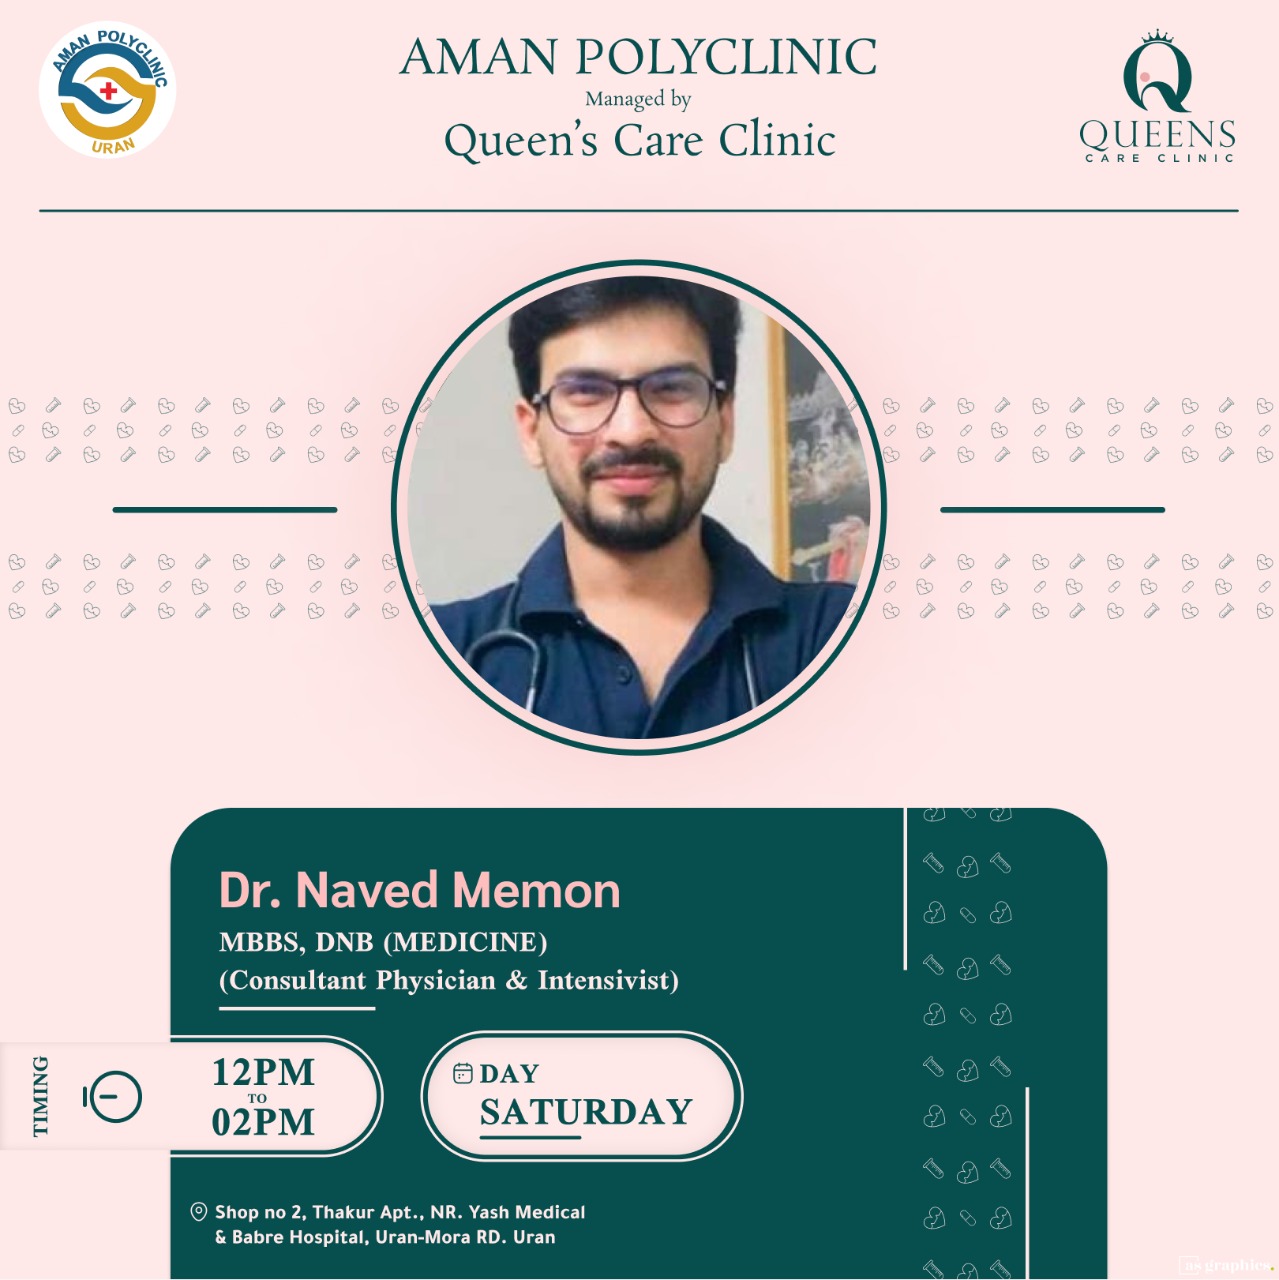 AMAN POLYCLINIC
URAN
AMAN POLYCLINIC
Managed by
Queen's Care Clinic
QUEENS
CARE CLINIC
Dr. Naved Memon
MBBS, DNB (MEDICINE)
(Consultant Physician & Intensivist)
TIMING
12PM
TO
02PM
DAY
SATURDAY
Shop no 2, Thakur Apt., NR. Yash Medical
& Babre Hospital, Uran-Mora RD. Uran
as graphics.